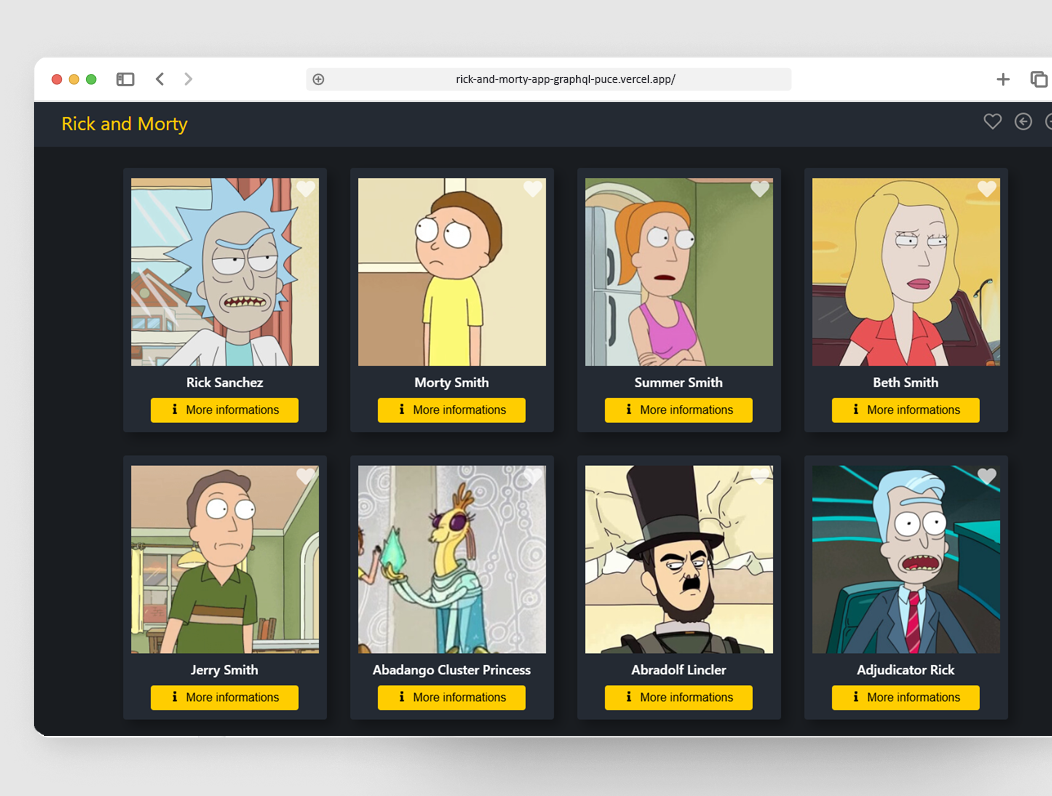 rick-and-morty-app-graphql-puce.vercel.app/
Rick and Morty
Rick Sanchez
Morty Smith
Summer Smith
Beth Smith
More informations
More informations
More informations
More informations
Jerry Smith
Abadango Cluster Princess
Abradolf Lincler
Adjudicator Rick
More informations
More informations
More informations
More informations